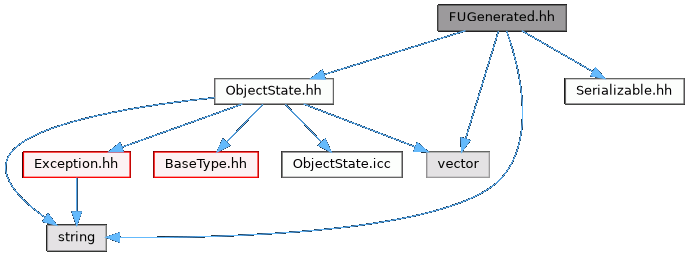 FUGenerated.hh
ObjectState.hh
Serializable.hh
Exception.hh
BaseType.hh
ObjectState.icc
vector
string